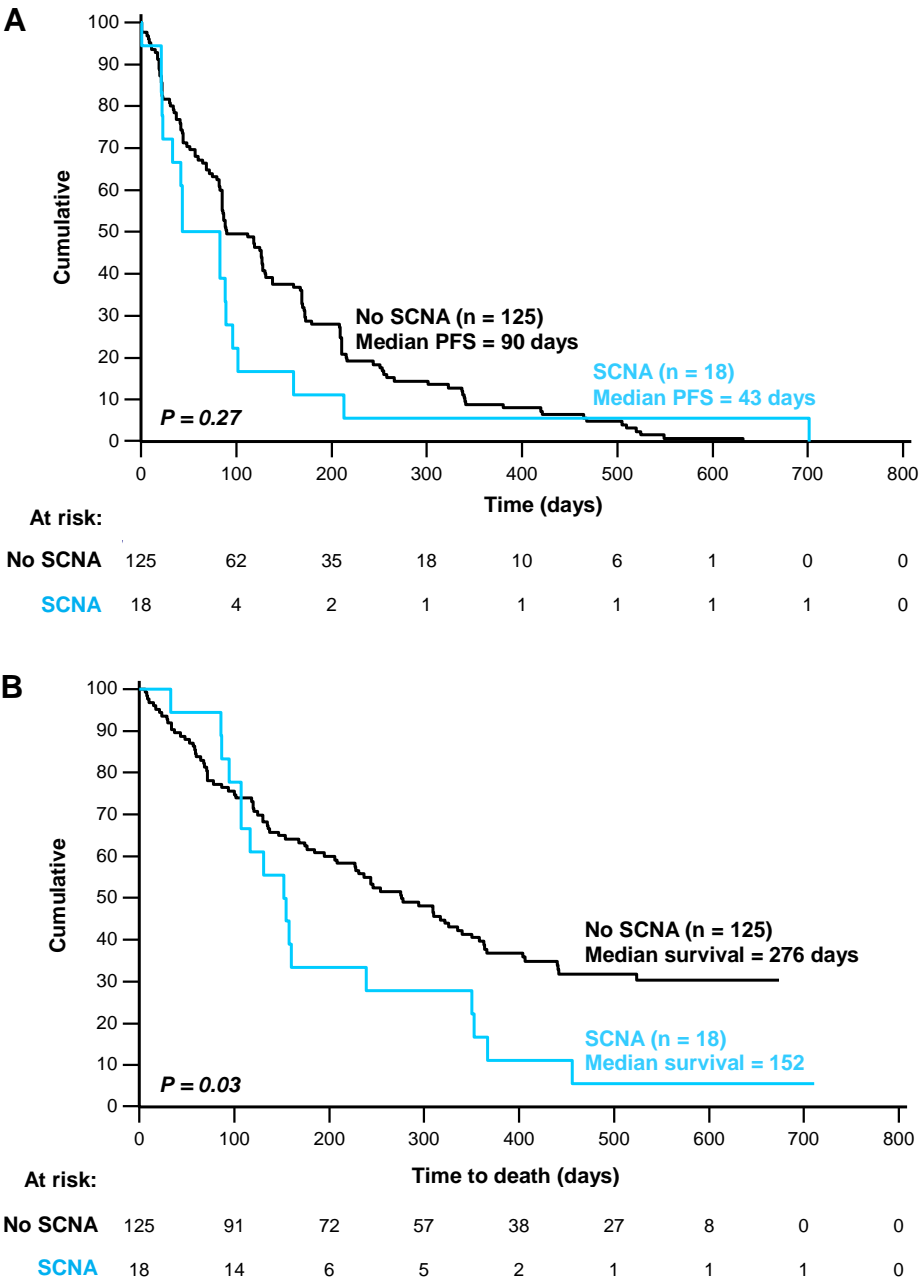 A
Cumulative
100
90
80
70
60
50
40
30
20
10
0
No SCNA (n = 125)
Median PFS = 90 days
SCNA (n = 18)
Median PFS = 43 days
P = 0.27
0 100 200 300 400 500 600 700 800
Time (days)
At risk:
No SCNA 125 62 35 18 10 6 1 0 0
SCNA 18 4 2 1 1 1 1 1 0
B
Cumulative
100
90
80
70
60
50
40
30
20
10
0
No SCNA (n = 125)
Median survival = 276 days
SCNA (n = 18)
Median survival = 152
P = 0.03
0 100 200 300 400 500 600 700 800
Time to death (days)
At risk:
No SCNA 125 91 72 57 38 27 8 0 0
SCNA 18 14 6 5 2 1 1 1 0